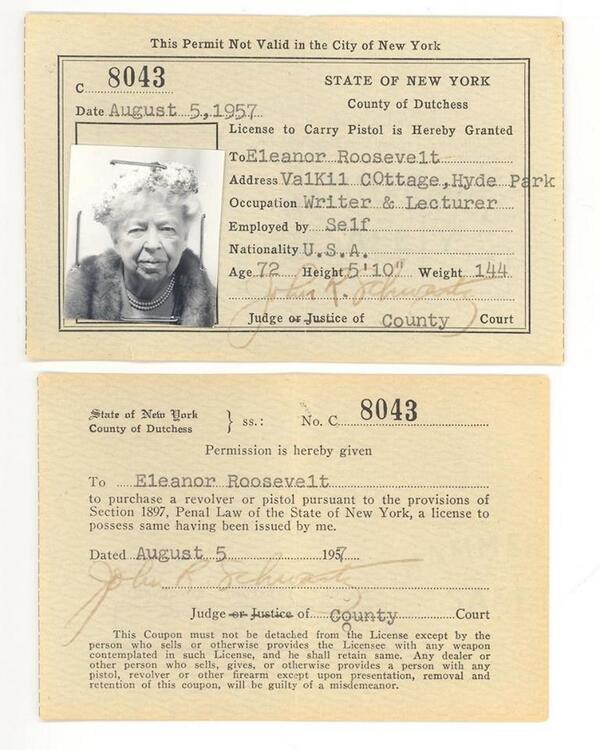 This Permit Not Valid in the City of New York
C 8043
STATE OF NEW YORK
Date August 5, 1957
County of Dutchess
License to Carry Pistol is Hereby Granted
To Eleanor Roosevelt
Address ValKil COttage, Hyde Park
Occupation Writer & Lecturer
Employed by Self
Nationality U.S.A.
Age 72 Height 5'10" Weight 144
John R. Schwartz
Judge or Justice of County Court
State of New York
County of Dutchess
} ss.: No. C 8043
Permission is hereby given
To Eleanor Roosevelt
to purchase a revolver or pistol pursuant to the provisions of
Section 1897, Penal Law of the State of New York, a license to
possess same having been issued by me.
Dated August 5 1957
John R. Schwartz
Judge or Justice of County Court
This Coupon must not be detached from the License except by the
person who sells or otherwise provides the Licensee with any weapon
contemplated in such License, and he shall retain same. Any dealer or
other person who sells, gives, or otherwise provides a person with any
pistol, revolver or other firearm except upon presentation, removal and
retention of this coupon, will be guilty of a misdemeanor.